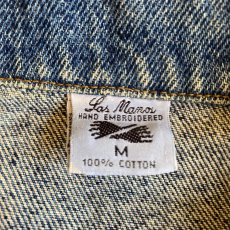 Las Manos
HAND EMBROIDERED
M
100% COTTON